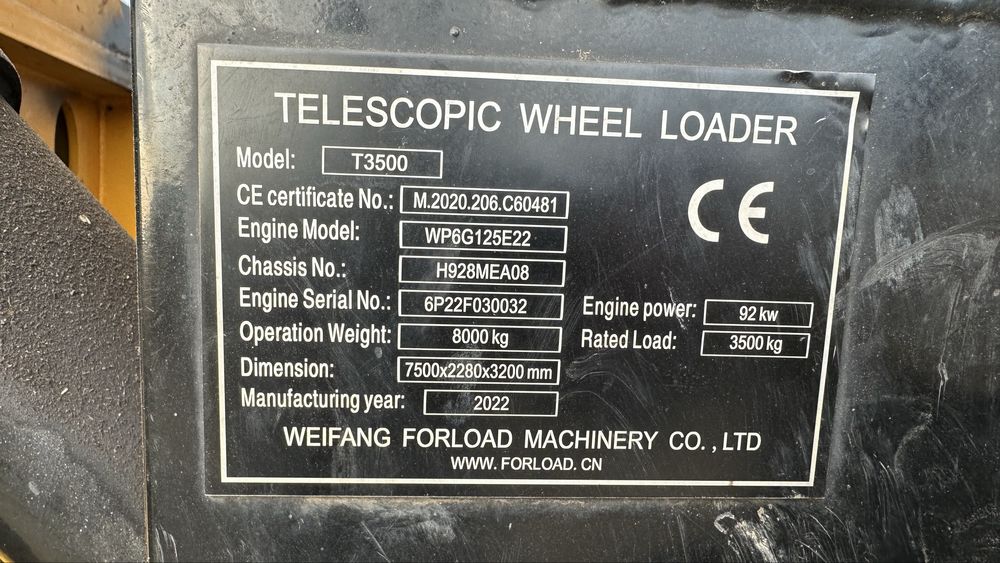 TELESCOPIC WHEEL LOADER
Model: T3500
CE certificate No.: M.2020.206.C60481
CE
Engine Model: WP6G125E22
Chassis No.: H928MEA08
Engine Serial No.: 6P22F030032 Engine power: 92 kw
Operation Weight: 8000 kg Rated Load: 3500 kg
Dimension: 7500x2280x3200 mm
Manufacturing year: 2022
WEIFANG FORLOAD MACHINERY CO., LTD
WWW. FORLOAD. CN